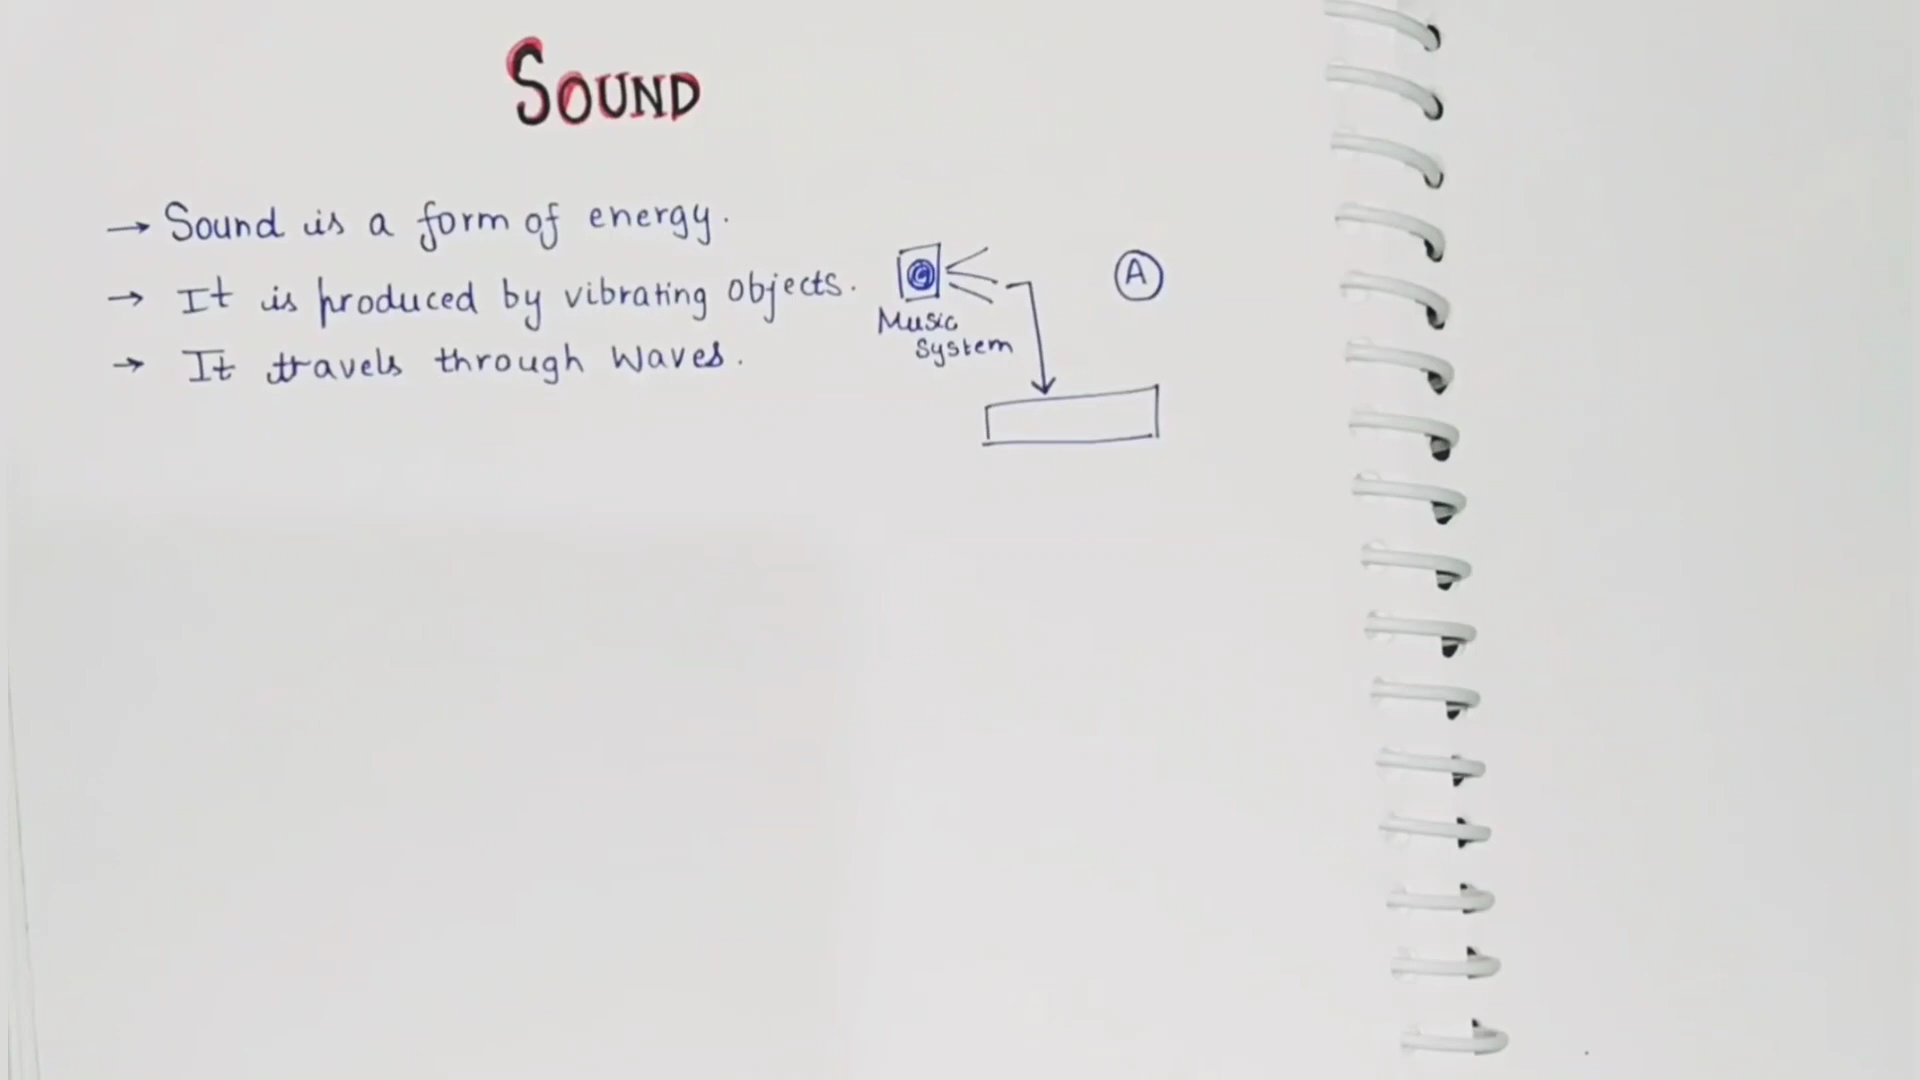 SOUND
→ Sound is a form of energy.
→ It is produced by vibrating objects.
→ It travels through waves.
Music
System
A